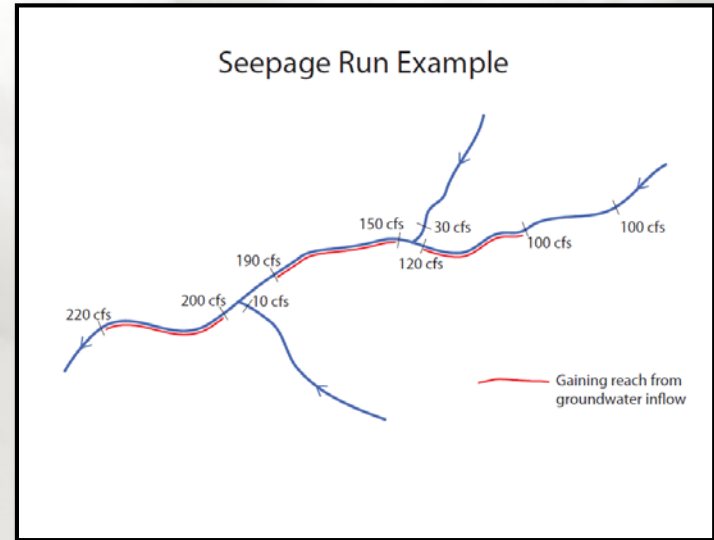 Seepage Run Example
150 cfs
30 cfs
100 cfs
100 cfs
190 cfs
120 cfs
200 cfs
10 cfs
220 cfs
Gaining reach from
groundwater inflow